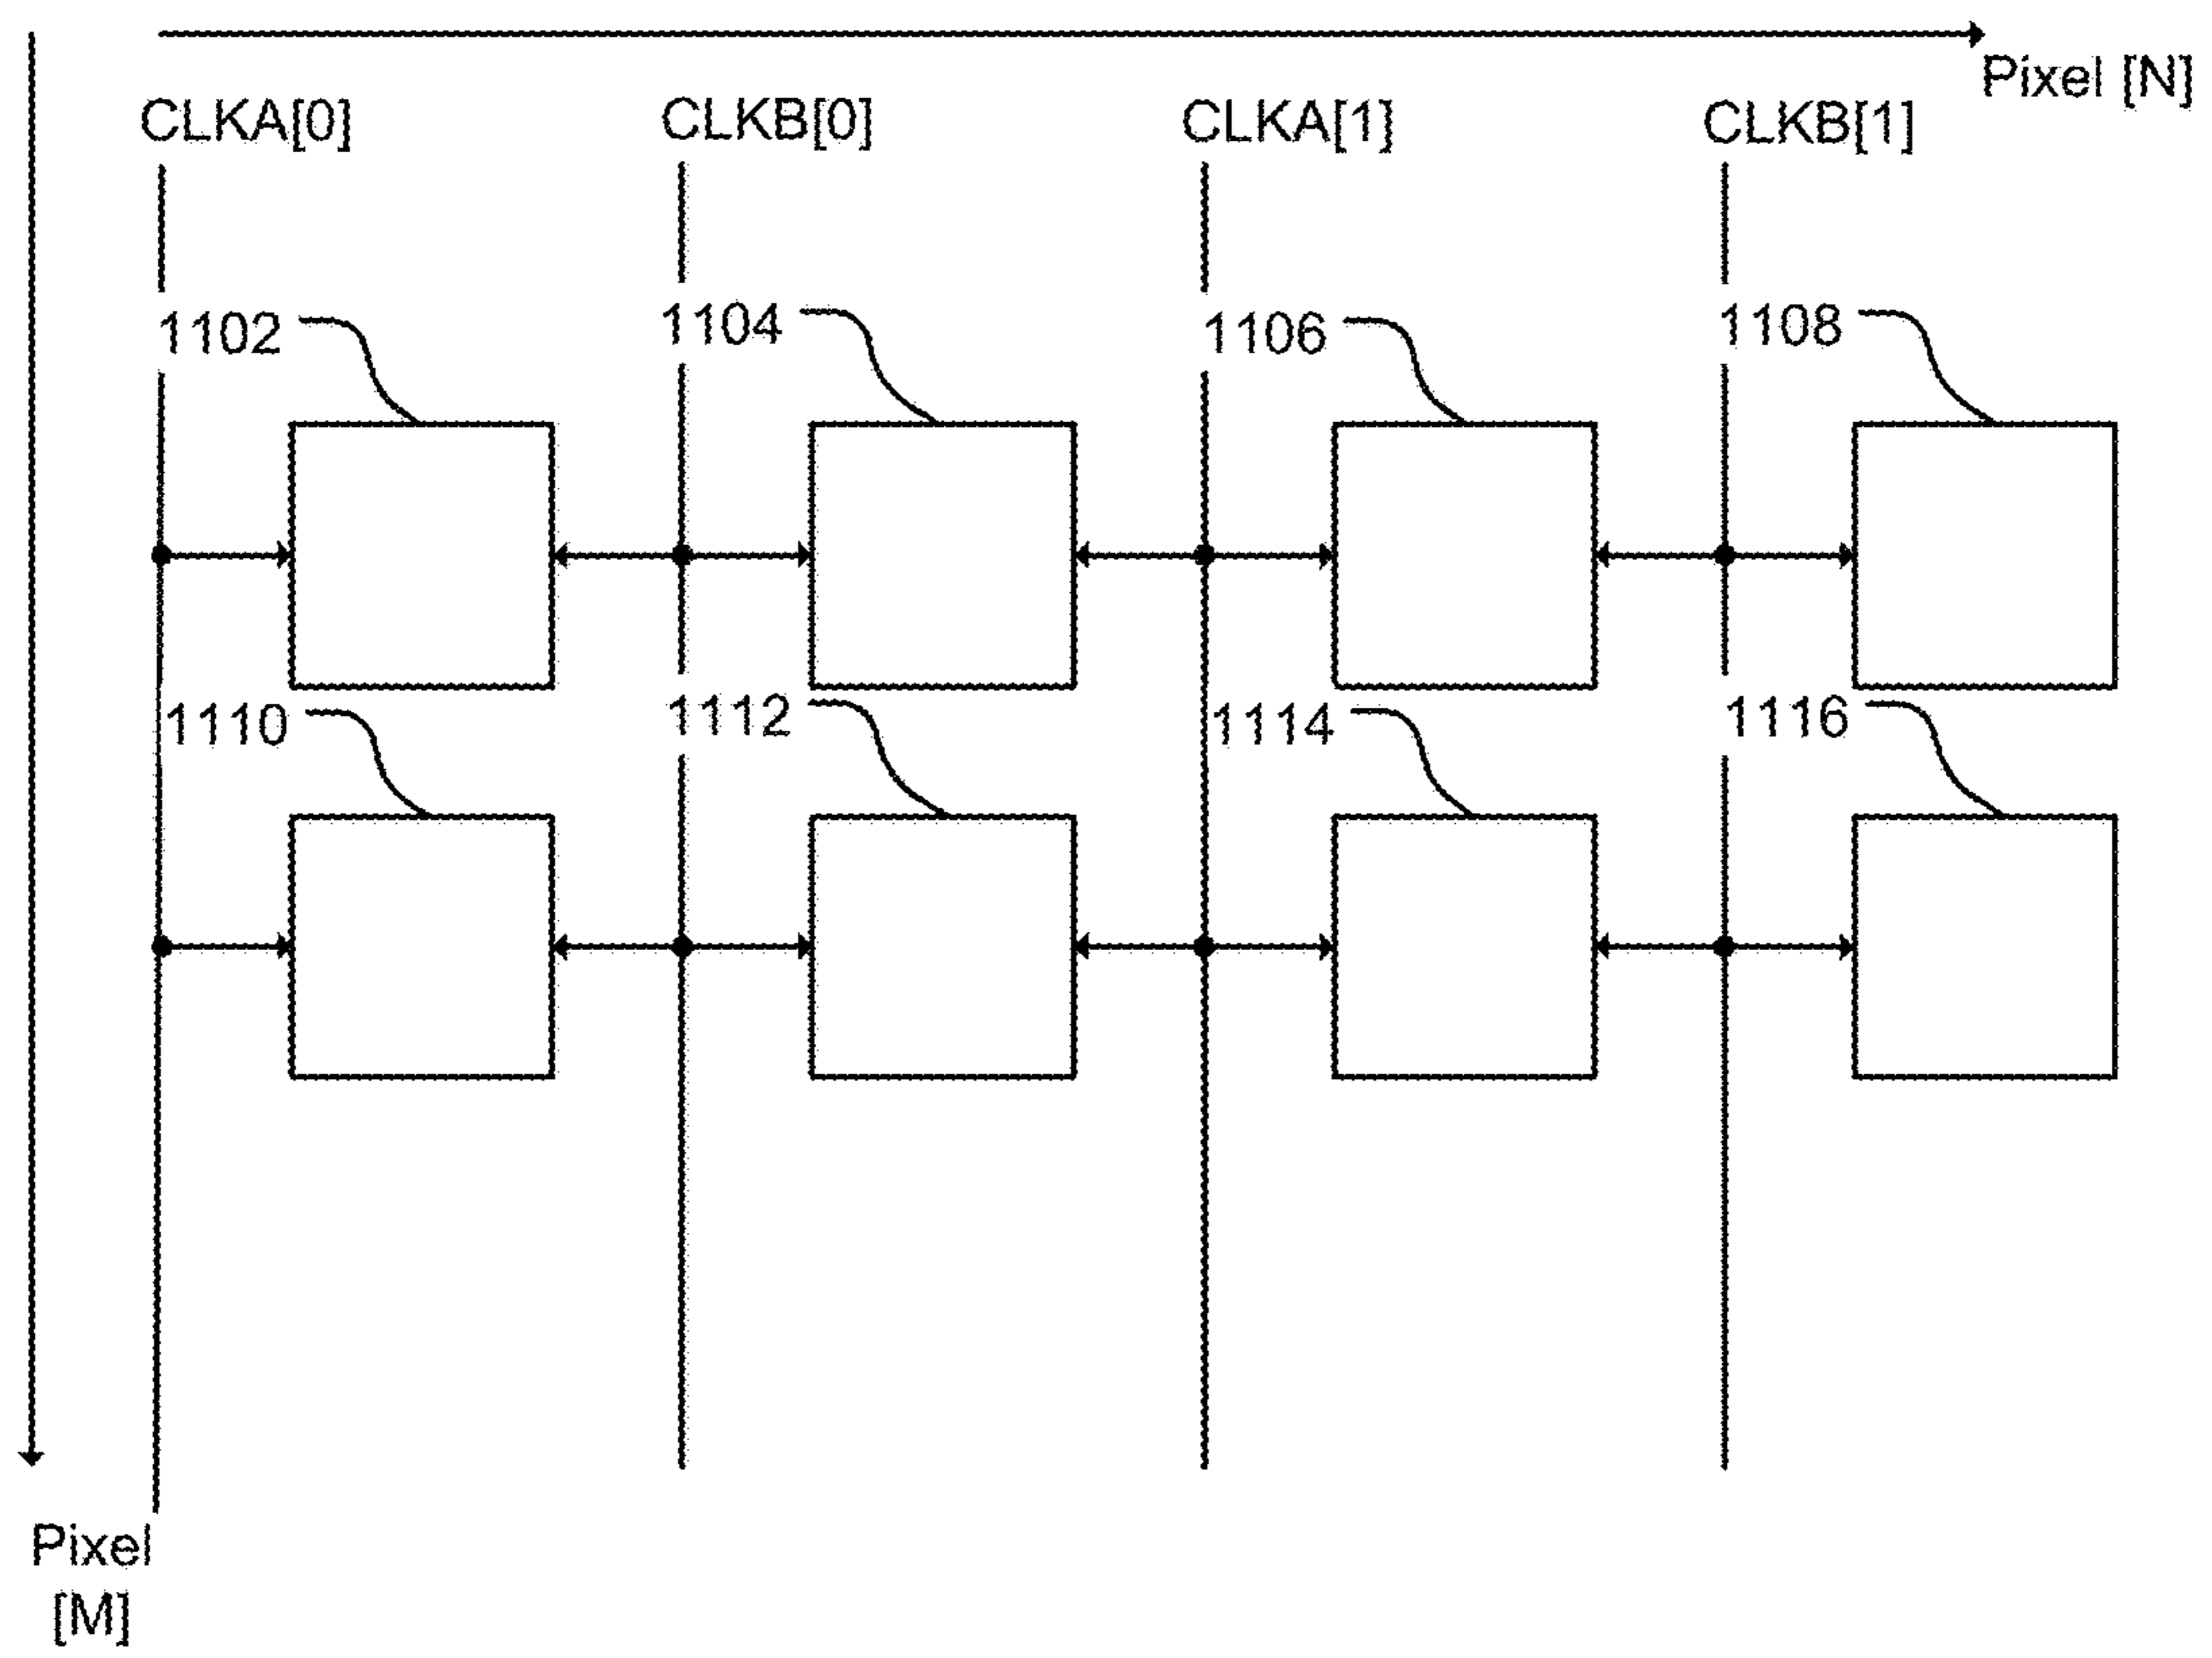 Pixel [N]
CLKA[0] CLKB[0] CLKA[1] CLKB[1]
1102 1104 1106 1108
1110 1112 1114 1116
Pixel
[M]